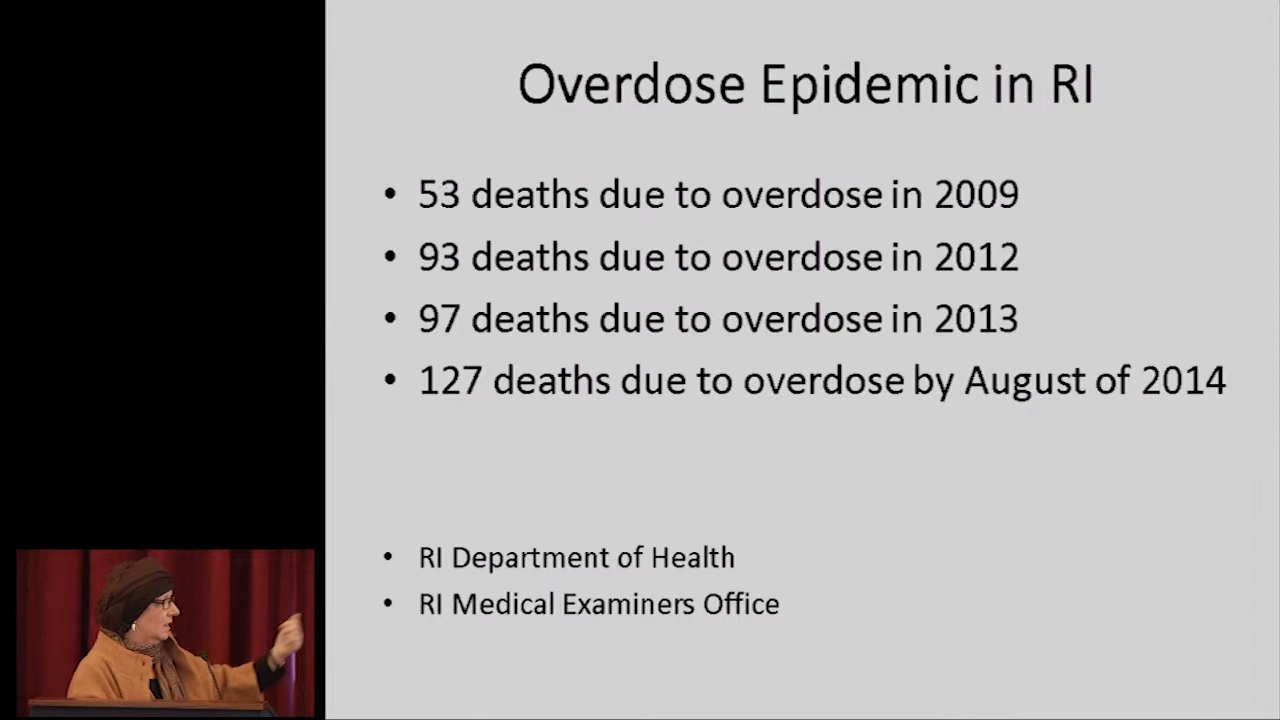 Overdose Epidemic in RI
• 53 deaths due to overdose in 2009
• 93 deaths due to overdose in 2012
• 97 deaths due to overdose in 2013
• 127 deaths due to overdose by August of 2014
• RI Department of Health
• RI Medical Examiners Office